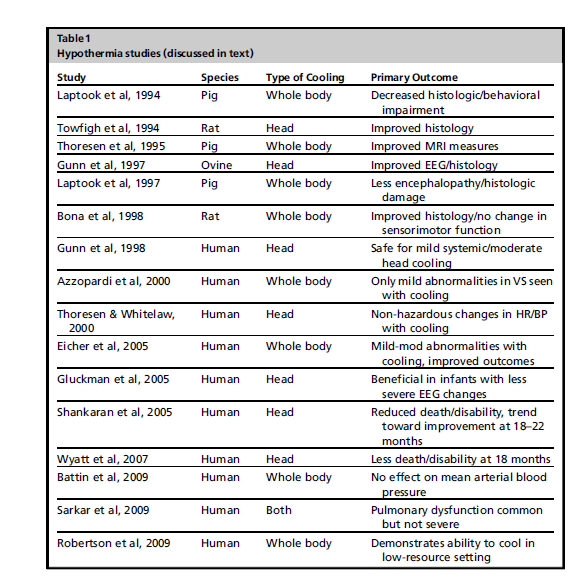 Table1
Hypothermia studies (discussed in text)
Study Species Type of Cooling Primary Outcome
Laptook et al, 1994 Pig Whole body Decreased histologic/behavioral
impairment
Towfigh et al, 1994 Rat Head Improved histology
Thoresen et al, 1995 Pig Whole body Improved MRI measures
Gunn et al, 1997 Ovine Head Improved EEG/histology
Laptook et al, 1997 Pig Whole body Less encephalopathy/histologic
damage
Bona et al, 1998 Rat Whole body Improved histology/no change in
sensorimotor function
Gunn et al, 1998 Human Head Safe for mild systemic/moderate
head cooling
Azzopardi et al, 2000 Human Whole body Only mild abnormalities in VS seen
with cooling
Thoresen & Whitelaw, Human Head Non-hazardous changes in HR/BP
2000 with cooling
Eicher et al, 2005 Human Whole body Mild-mod abnormalities with
cooling, improved outcomes
Gluckman et al, 2005 Human Head Beneficial in infants with less
severe EEG changes
Shankaran et al, 2005 Human Head Reduced death/disability, trend
toward improvement at 18–22
months
Wyatt et al, 2007 Human Head Less death/disability at 18 months
Battin et al, 2009 Human Whole body No effect on mean arterial blood
pressure
Sarkar et al, 2009 Human Both Pulmonary dysfunction common
but not severe
Robertson et al, 2009 Human Whole body Demonstrates ability to cool in
low-resource setting